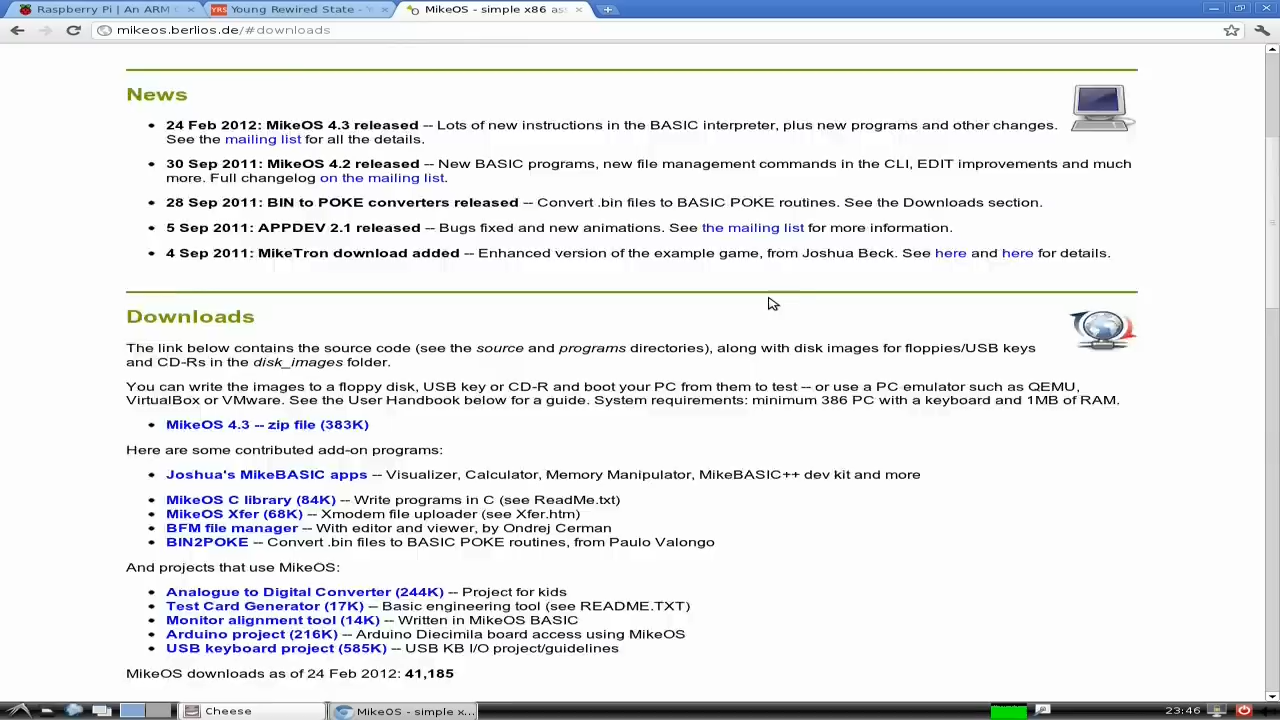 Raspberry Pi | An ARM
YRS Young Rewired State -
MikeOS - simple x86 as
mikeos.berlios.de/#downloads
News
• 24 Feb 2012: MikeOS 4.3 released -- Lots of new instructions in the BASIC interpreter, plus new programs and other changes.
See the mailing list for all the details.
• 30 Sep 2011: MikeOS 4.2 released -- New BASIC programs, new file management commands in the CLI, EDIT improvements and much
more. Full changelog on the mailing list.
• 28 Sep 2011: BIN to POKE converters released -- Convert .bin files to BASIC POKE routines. See the Downloads section.
• 5 Sep 2011: APPDEV 2.1 released -- Bugs fixed and new animations. See the mailing list for more information.
• 4 Sep 2011: MikeTron download added -- Enhanced version of the example game, from Joshua Beck. See here and here for details.
Downloads
The link below contains the source code (see the source and programs directories), along with disk images for floppies/USB keys
and CD-Rs in the disk_images folder.
You can write the images to a floppy disk, USB key or CD-R and boot your PC from them to test -- or use a PC emulator such as QEMU,
VirtualBox or VMware. See the User Handbook below for a guide. System requirements: minimum 386 PC with a keyboard and 1MB of RAM.
• MikeOS 4.3 -- zip file (383K)
Here are some contributed add-on programs:
• Joshua's MikeBASIC apps -- Visualizer, Calculator, Memory Manipulator, MikeBASIC++ dev kit and more
• MikeOS C library (84K) -- Write programs in C (see ReadMe.txt)
• MikeOS Xfer (68K) -- Xmodem file uploader (see Xfer.htm)
• BFM file manager -- With editor and viewer, by Ondrej Cerman
• BIN2POKE -- Convert .bin files to BASIC POKE routines, from Paulo Valongo
And projects that use MikeOS:
• Analogue to Digital Converter (244K) -- Project for kids
• Test Card Generator (17K) -- Basic engineering tool (see README.TXT)
• Monitor alignment tool (14K) -- Written in MikeOS BASIC
• Arduino project (216K) -- Arduino Diecimila board access using MikeOS
• USB keyboard project (585K) -- USB KB I/O project/guidelines
MikeOS downloads as of 24 Feb 2012: 41,185
Cheese
MikeOS - simple x...
23:46